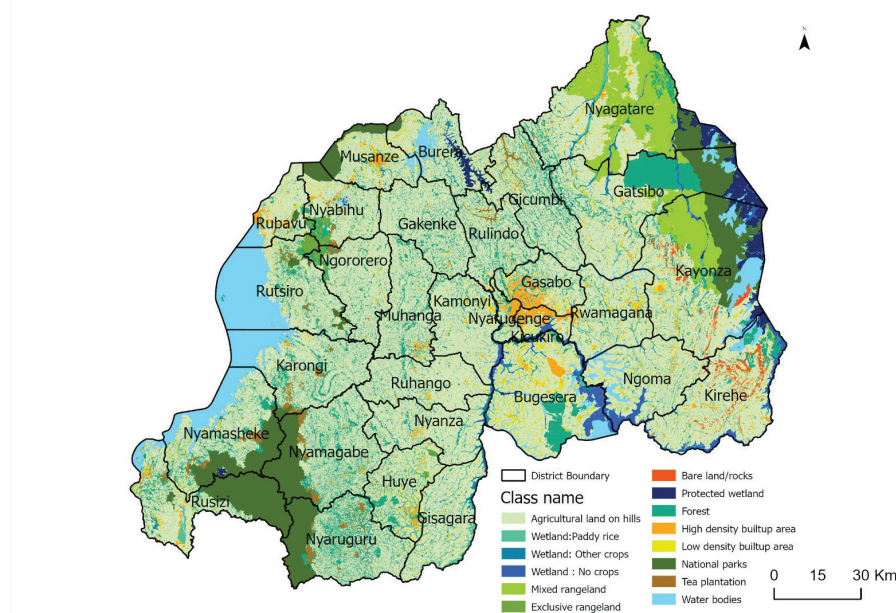 N
Nyagatare
Musanze
Burera
Gatsibo
Nyabihu
Gicumbi
Rubavu
Gakenke
Rulindo
Ngororero
Kayonza
Gasabo
Rutsiro
Kamonyi
Muhanga
Nyarugenge
Rwamagana
Kicukiro
Karongi
Ruhango
Ngoma
Bugesera
Kirehe
Nyanza
Nyamasheke
Nyamagabe
Huye
Rusizi
Sisagara
Nyaruguru
District Boundary
Class name
Agricultural land on hills
Wetland:Paddy rice
Wetland: Other crops
Wetland : No crops
Mixed rangeland
Exclusive rangeland
Bare land/rocks
Protected wetland
Forest
High density builtup area
Low density builtup area
National parks
Tea plantation
Water bodies
0 15 30 Km